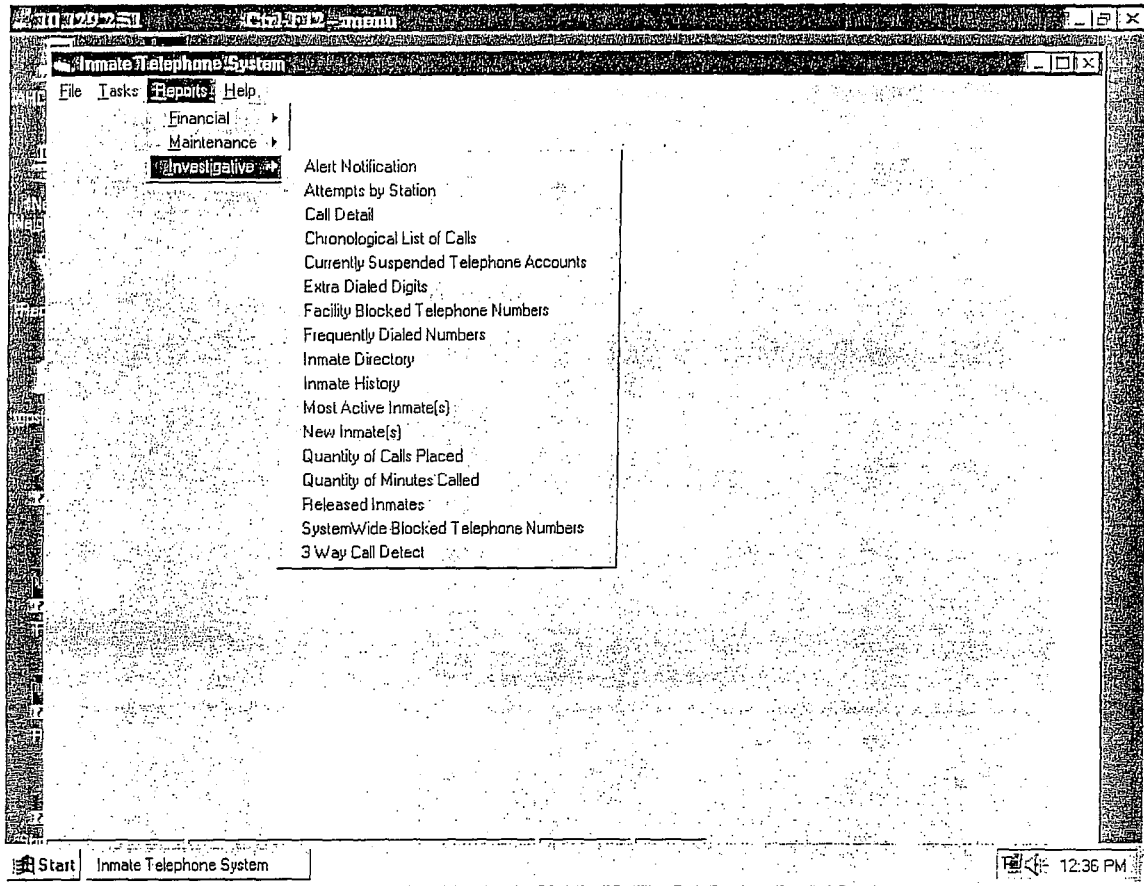 Inmate Telephone System
File Tasks Reports Help
Financial
Maintenance
Investigative
Alert Notification
Attempts by Station
Call Detail
Chronological List of Calls
Currently Suspended Telephone Accounts
Extra Dialed Digits
Facility Blocked Telephone Numbers
Frequently Dialed Numbers
Inmate Directory
Inmate History
Most Active Inmate(s)
New Inmate(s)
Quantity of Calls Placed
Quantity of Minutes Called
Released Inmates
SystemWide Blocked Telephone Numbers
3 Way Call Detect
Start Inmate Telephone System 12:36 PM